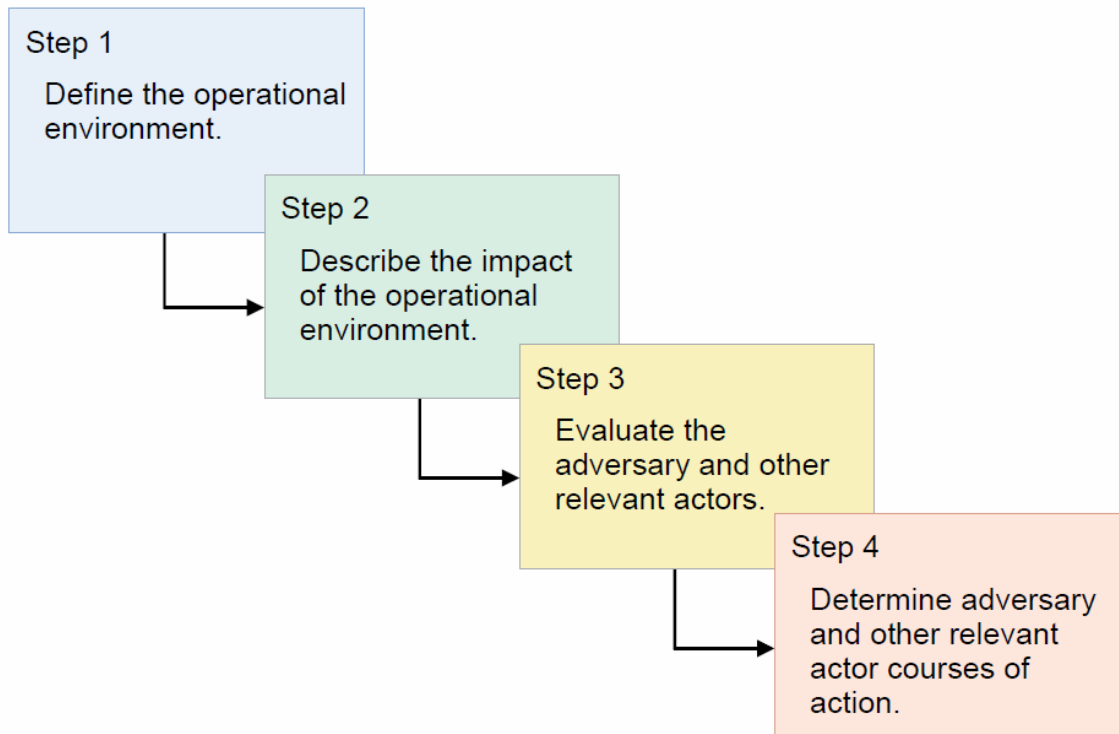 Step 1
Define the operational
environment.
Step 2
Describe the impact
of the operational
environment.
Step 3
Evaluate the
adversary and other
relevant actors.
Step 4
Determine adversary
and other relevant
actor courses of
action.